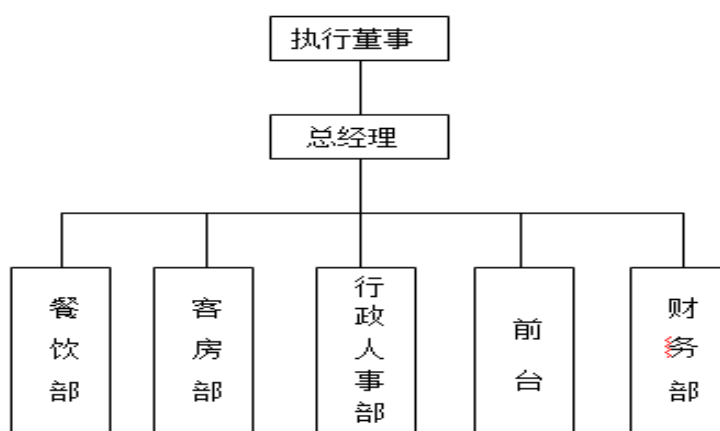 执行董事
总经理
餐饮部
客房部
行政人事部
前台
财务部